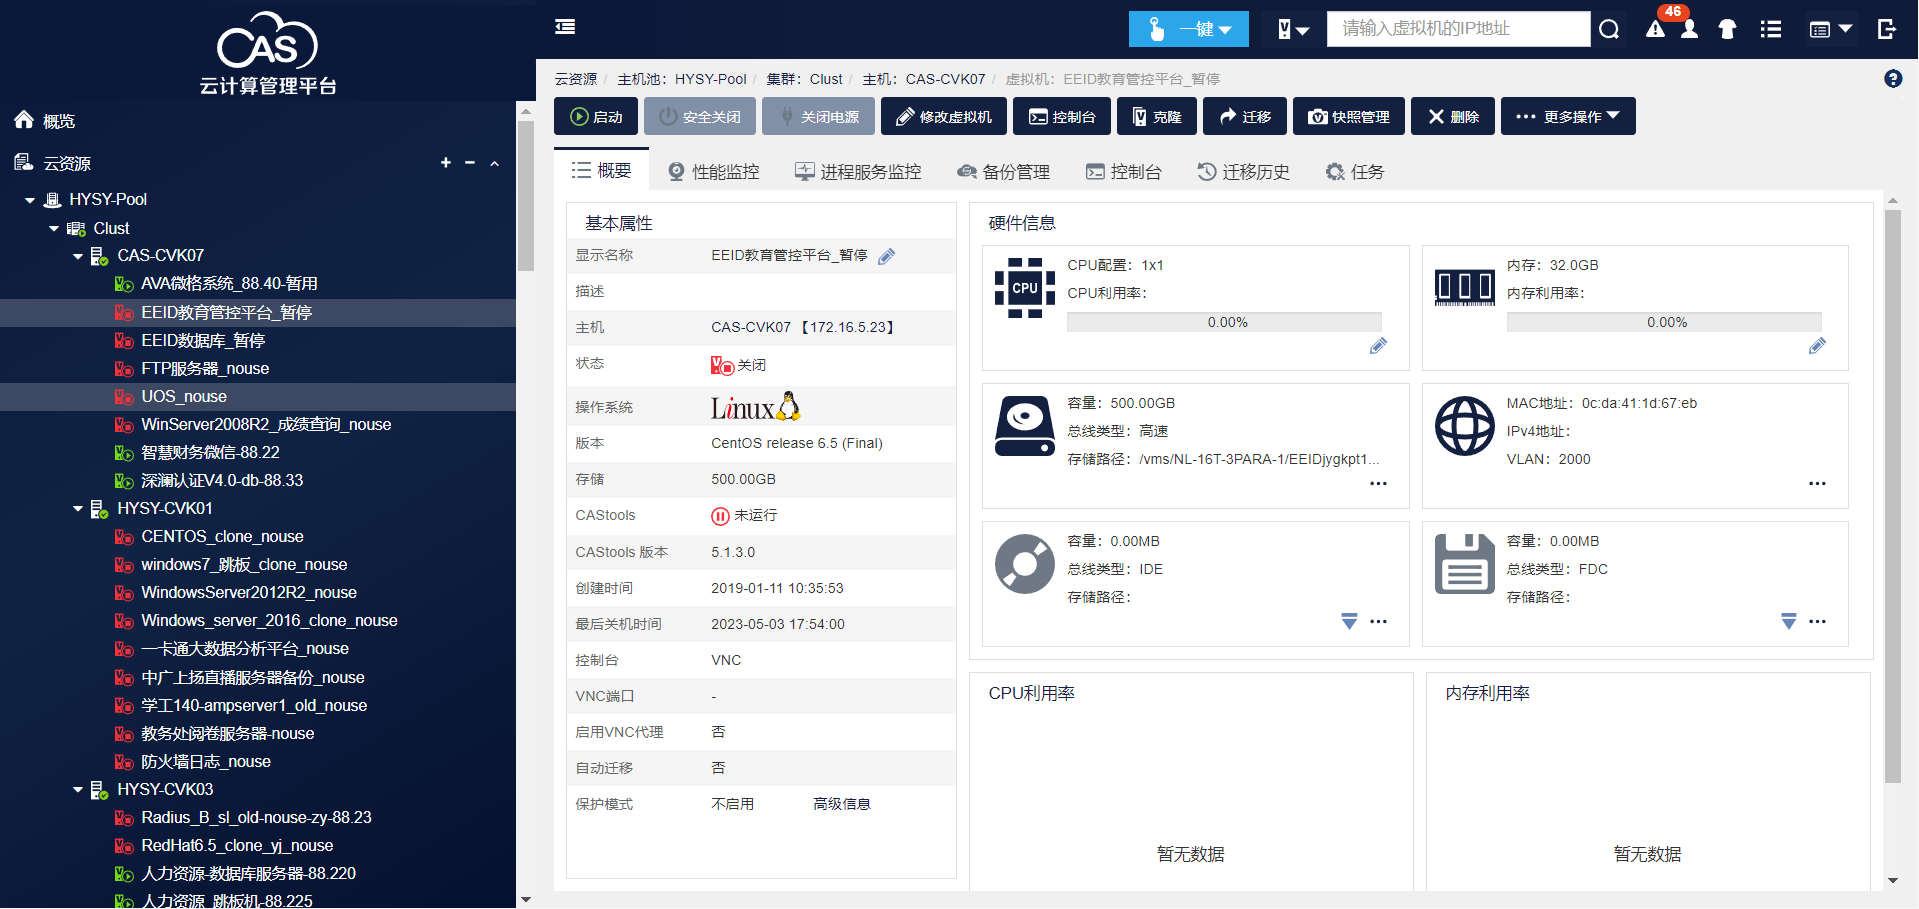 CAS
云计算管理平台
一键
请输入虚拟机的IP地址
46
概览
云资源
HYSY-Pool
Clust
CAS-CVK07
AVA微格系统_88.40-暂用
EEID教育管控平台_暂停
EEID数据库_暂停
FTP服务器_nouse
UOS_nouse
WinServer2008R2_成绩查询_nouse
智慧财务微信-88.22
深澜认证V4.0-db-88.33
HYSY-CVK01
CENTOS_clone_nouse
windows7_跳板_clone_nouse
WindowsServer2012R2_nouse
Windows_server_2016_clone_nouse
一卡通大数据分析平台_nouse
中广上扬直播服务器备份_nouse
学工140-ampserver1_old_nouse
教务处阅卷服务器-nouse
防火墙日志_nouse
HYSY-CVK03
Radius_B_sl_old-nouse-zy-88.23
RedHat6.5_clone_yj_nouse
人力资源-数据库服务器-88.220
人力资源_跳板机-88.225
云资源 / 主机池：HYSY-Pool / 集群：Clust / 主机：CAS-CVK07 / 虚拟机：EEID教育管控平台_暂停
启动 安全关闭 关闭电源 修改虚拟机 控制台 克隆 迁移 快照管理 删除 更多操作
概要 性能监控 进程服务监控 备份管理 控制台 迁移历史 任务
基本属性
显示名称 EEID教育管控平台_暂停
描述
主机 CAS-CVK07 【172.16.5.23】
状态 关闭
操作系统 Linux
版本 CentOS release 6.5 (Final)
存储 500.00GB
CAStools 未运行
CAStools 版本 5.1.3.0
创建时间 2019-01-11 10:35:53
最后关机时间 2023-05-03 17:54:00
控制台 VNC
VNC端口 -
启用VNC代理 否
自动迁移 否
保护模式 不启用 高级信息
硬件信息
CPU
CPU配置：1x1
CPU利用率：
0.00%
内存：32.0GB
内存利用率：
0.00%
容量：500.00GB
总线类型：高速
存储路径：/vms/NL-16T-3PARA-1/EEIDjygkpt1...
MAC地址：0c:da:41:1d:67:eb
IPv4地址：
VLAN：2000
容量：0.00MB
总线类型：IDE
存储路径：
容量：0.00MB
总线类型：FDC
存储路径：
CPU利用率
暂无数据
内存利用率
暂无数据